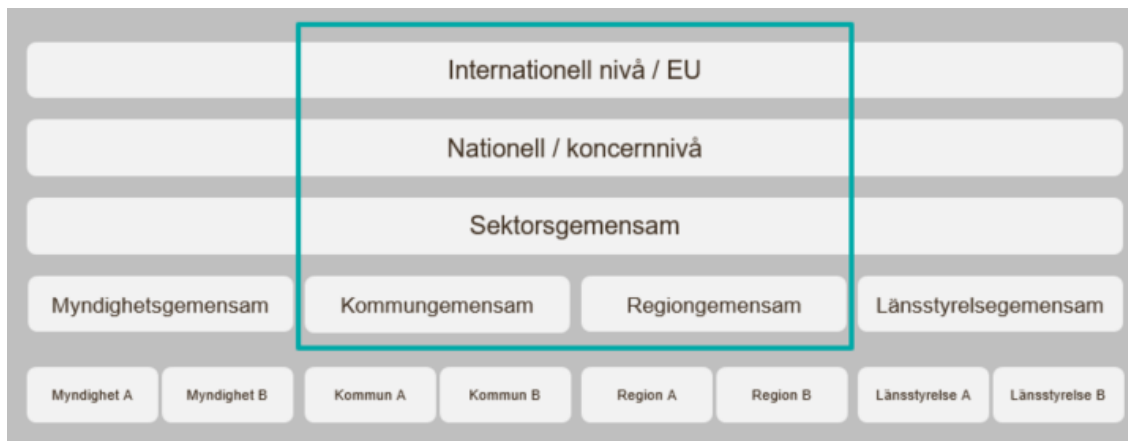 Internationell nivå / EU
Nationell / koncernnivå
Sektorsgemensam
Myndighetsgemensam Kommungemensam Regiongemensam Länsstyrelsegemensam
Myndighet A Myndighet B Kommun A Kommun B Region A Region B Länsstyrelse A Länsstyrelse B